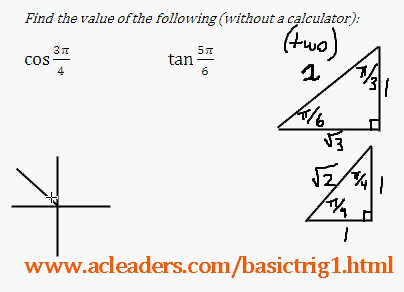 Find the value of the following (without a calculator):
cos 3π/4 tan 5π/6
(two)
2
π/3
1
π/6
√3
√2
π/4
1
π/4
1
www.acleaders.com/basictrig1.html